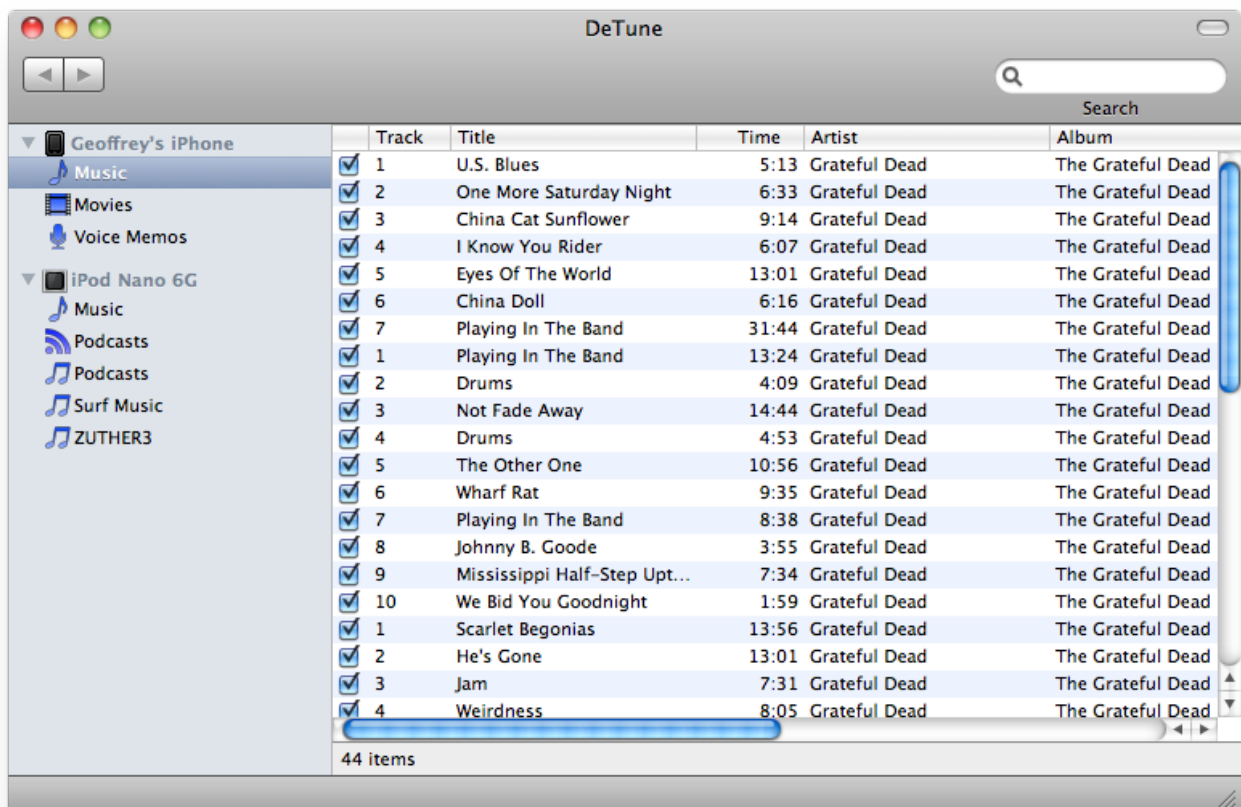 DeTune
Search
Geoffrey's iPhone
Music
Movies
Voice Memos
iPod Nano 6G
Music
Podcasts
Podcasts
Surf Music
ZUTHER3
Track Title Time Artist Album
1 U.S. Blues 5:13 Grateful Dead The Grateful Dead
2 One More Saturday Night 6:33 Grateful Dead The Grateful Dead
3 China Cat Sunflower 9:14 Grateful Dead The Grateful Dead
4 I Know You Rider 6:07 Grateful Dead The Grateful Dead
5 Eyes Of The World 13:01 Grateful Dead The Grateful Dead
6 China Doll 6:16 Grateful Dead The Grateful Dead
7 Playing In The Band 31:44 Grateful Dead The Grateful Dead
1 Playing In The Band 13:24 Grateful Dead The Grateful Dead
2 Drums 4:09 Grateful Dead The Grateful Dead
3 Not Fade Away 14:44 Grateful Dead The Grateful Dead
4 Drums 4:53 Grateful Dead The Grateful Dead
5 The Other One 10:56 Grateful Dead The Grateful Dead
6 Wharf Rat 9:35 Grateful Dead The Grateful Dead
7 Playing In The Band 8:38 Grateful Dead The Grateful Dead
8 Johnny B. Goode 3:55 Grateful Dead The Grateful Dead
9 Mississippi Half-Step Upt... 7:34 Grateful Dead The Grateful Dead
10 We Bid You Goodnight 1:59 Grateful Dead The Grateful Dead
1 Scarlet Begonias 13:56 Grateful Dead The Grateful Dead
2 He's Gone 13:01 Grateful Dead The Grateful Dead
3 Jam 7:31 Grateful Dead The Grateful Dead
4 Weirdness 8:05 Grateful Dead The Grateful Dead
44 items